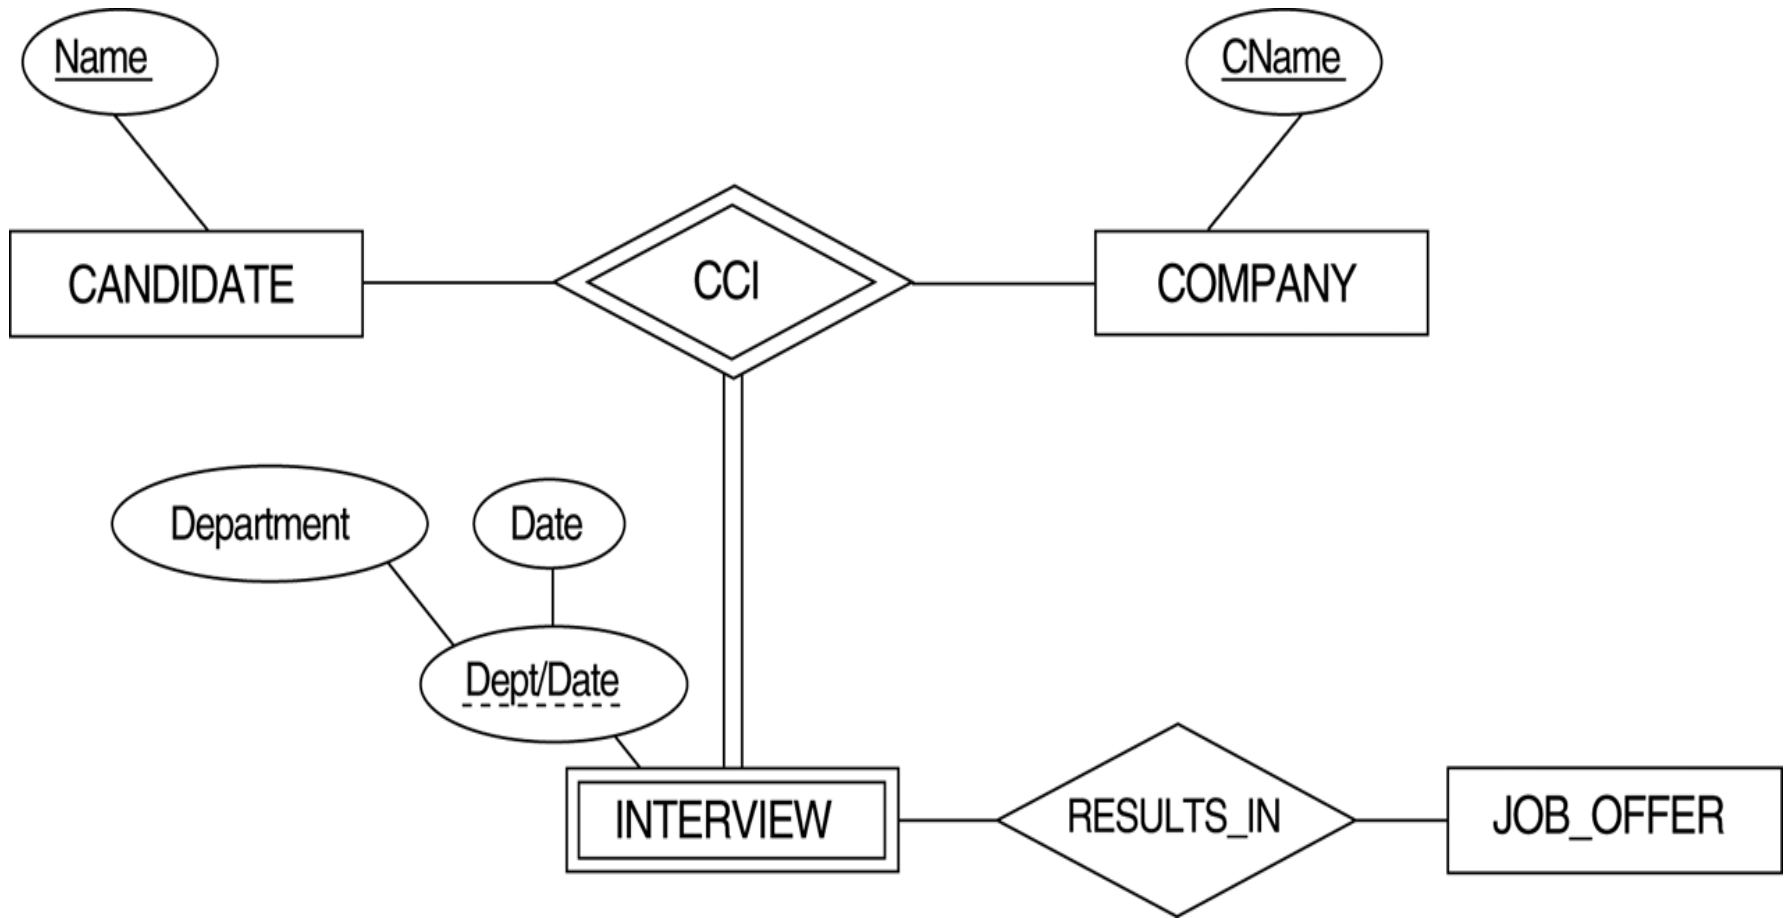 Name
CName
CANDIDATE
CCI
COMPANY
Department
Date
Dept/Date
INTERVIEW
RESULTS_IN
JOB_OFFER